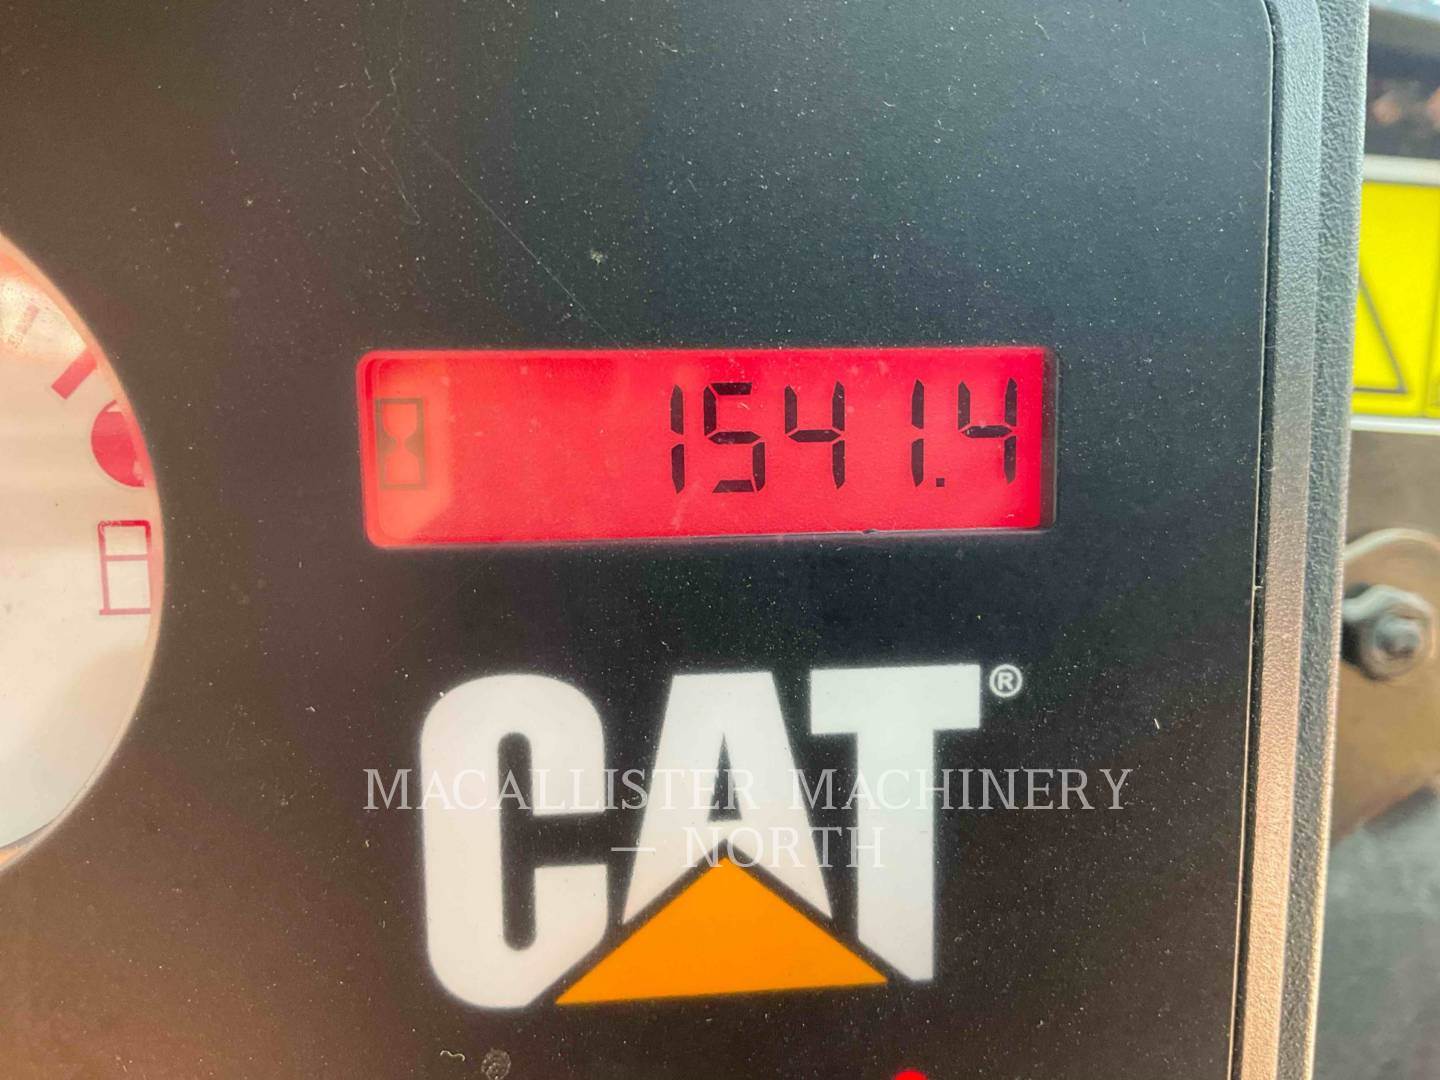 1541.4
CAT®
MACALLISTER MACHINERY
— NORTH